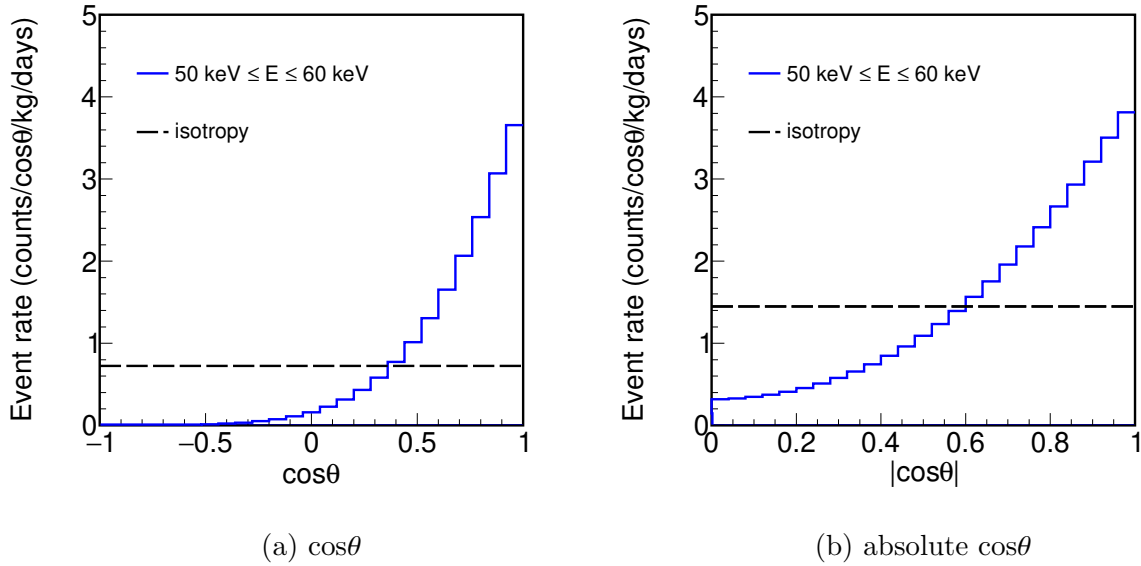 Event rate (counts/cosθ/kg/days)
5
4
3
2
1
0
50 keV ≤ E ≤ 60 keV
isotropy
−1 −0.5 0 0.5 1
cosθ
(a) cosθ
Event rate (counts/cosθ/kg/days)
5
4
3
2
1
0
50 keV ≤ E ≤ 60 keV
isotropy
0 0.2 0.4 0.6 0.8 1
|cosθ|
(b) absolute cosθ